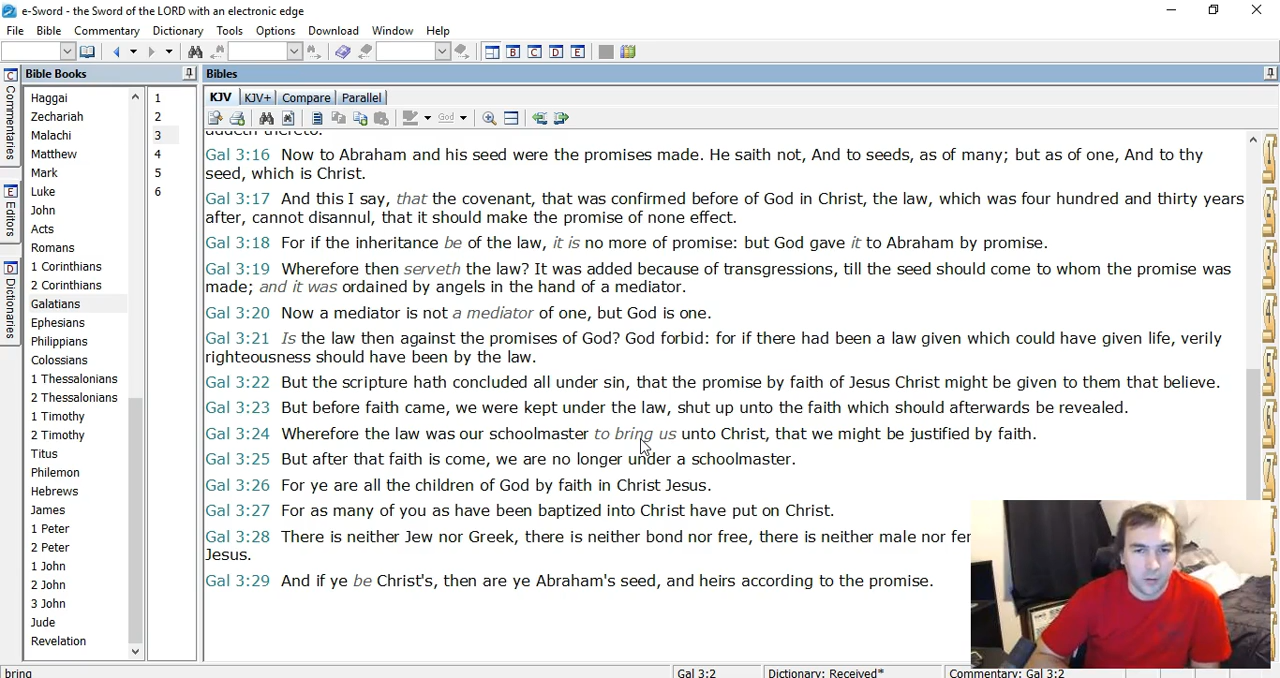 e-Sword - the Sword of the LORD with an electronic edge
File Bible Commentary Dictionary Tools Options Download Window Help
B C D E
C Commentaries
E Editors
D Dictionaries
Bible Books
Haggai
Zechariah
Malachi
Matthew
Mark
Luke
John
Acts
Romans
1 Corinthians
2 Corinthians
Galatians
Ephesians
Philippians
Colossians
1 Thessalonians
2 Thessalonians
1 Timothy
2 Timothy
Titus
Philemon
Hebrews
James
1 Peter
2 Peter
1 John
2 John
3 John
Jude
Revelation
1
2
3
4
5
6
Bibles
KJV KJV+ Compare Parallel
God
addeth thereto.
Gal 3:16 Now to Abraham and his seed were the promises made. He saith not, And to seeds, as of many; but as of one, And to thy
seed, which is Christ.
Gal 3:17 And this I say, that the covenant, that was confirmed before of God in Christ, the law, which was four hundred and thirty years
after, cannot disannul, that it should make the promise of none effect.
Gal 3:18 For if the inheritance be of the law, it is no more of promise: but God gave it to Abraham by promise.
Gal 3:19 Wherefore then serveth the law? It was added because of transgressions, till the seed should come to whom the promise was
made; and it was ordained by angels in the hand of a mediator.
Gal 3:20 Now a mediator is not a mediator of one, but God is one.
Gal 3:21 Is the law then against the promises of God? God forbid: for if there had been a law given which could have given life, verily
righteousness should have been by the law.
Gal 3:22 But the scripture hath concluded all under sin, that the promise by faith of Jesus Christ might be given to them that believe.
Gal 3:23 But before faith came, we were kept under the law, shut up unto the faith which should afterwards be revealed.
Gal 3:24 Wherefore the law was our schoolmaster to bring us unto Christ, that we might be justified by faith.
Gal 3:25 But after that faith is come, we are no longer under a schoolmaster.
Gal 3:26 For ye are all the children of God by faith in Christ Jesus.
Gal 3:27 For as many of you as have been baptized into Christ have put on Christ.
Gal 3:28 There is neither Jew nor Greek, there is neither bond nor free, there is neither male nor fer
Jesus.
Gal 3:29 And if ye be Christ's, then are ye Abraham's seed, and heirs according to the promise.
1
2
3
4
5
6
7
bring
Gal 3:2
Dictionary: Received*
Commentary: Gal 3:2